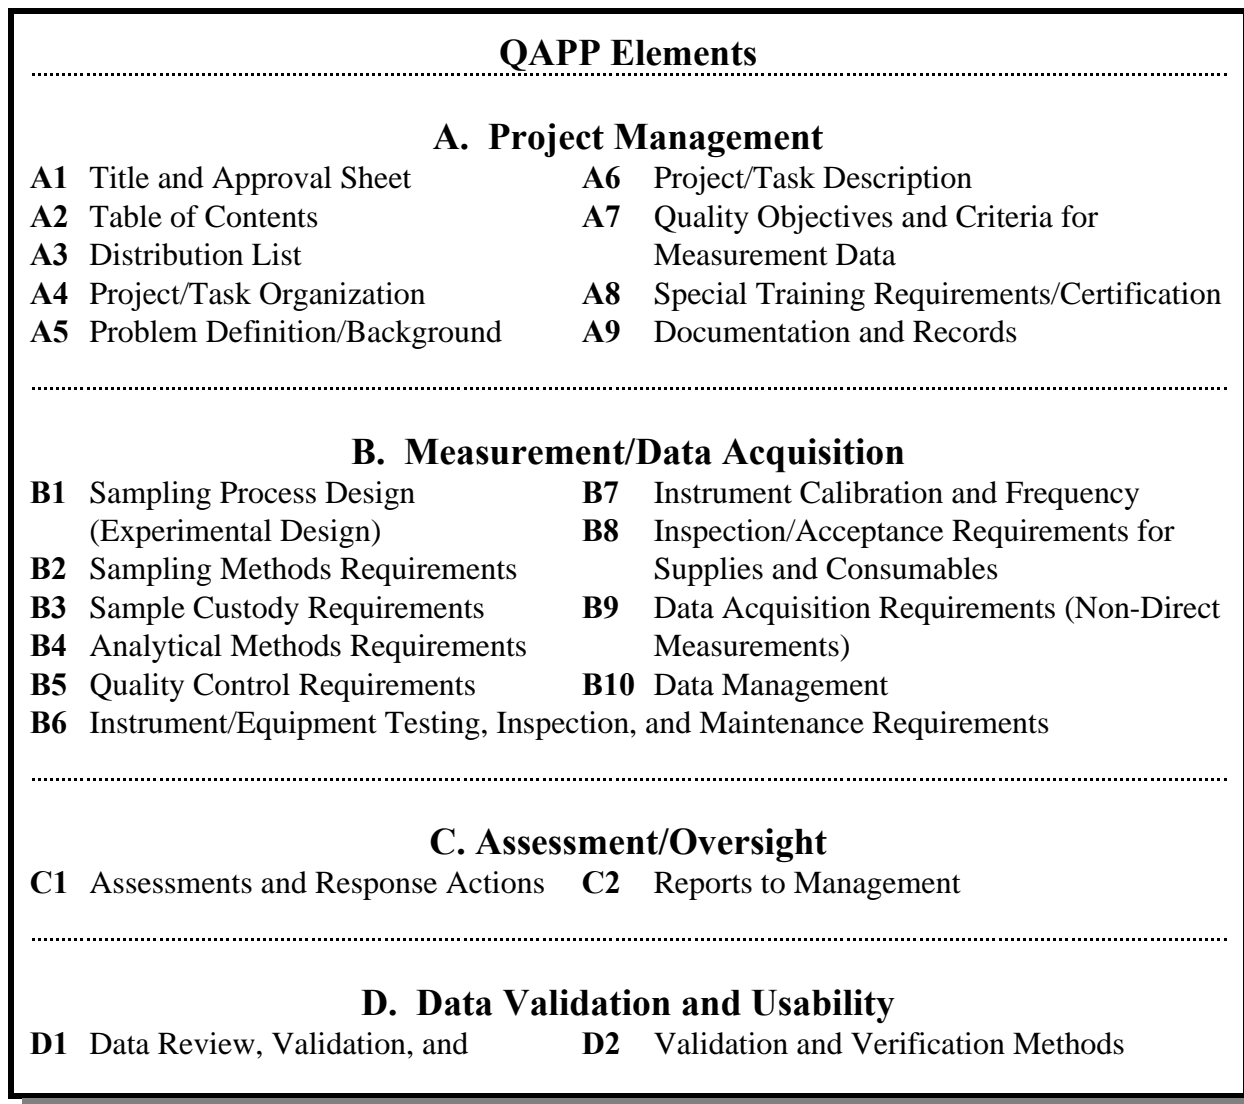 QAPP Elements
A. Project Management
A1 Title and Approval Sheet
A2 Table of Contents
A3 Distribution List
A4 Project/Task Organization
A5 Problem Definition/Background
A6 Project/Task Description
A7 Quality Objectives and Criteria for
Measurement Data
A8 Special Training Requirements/Certification
A9 Documentation and Records
B. Measurement/Data Acquisition
B1 Sampling Process Design
(Experimental Design)
B2 Sampling Methods Requirements
B3 Sample Custody Requirements
B4 Analytical Methods Requirements
B5 Quality Control Requirements
B6 Instrument/Equipment Testing, Inspection, and Maintenance Requirements
B7 Instrument Calibration and Frequency
B8 Inspection/Acceptance Requirements for
Supplies and Consumables
B9 Data Acquisition Requirements (Non-Direct
Measurements)
B10 Data Management
C. Assessment/Oversight
C1 Assessments and Response Actions
C2 Reports to Management
D. Data Validation and Usability
D1 Data Review, Validation, and
D2 Validation and Verification Methods